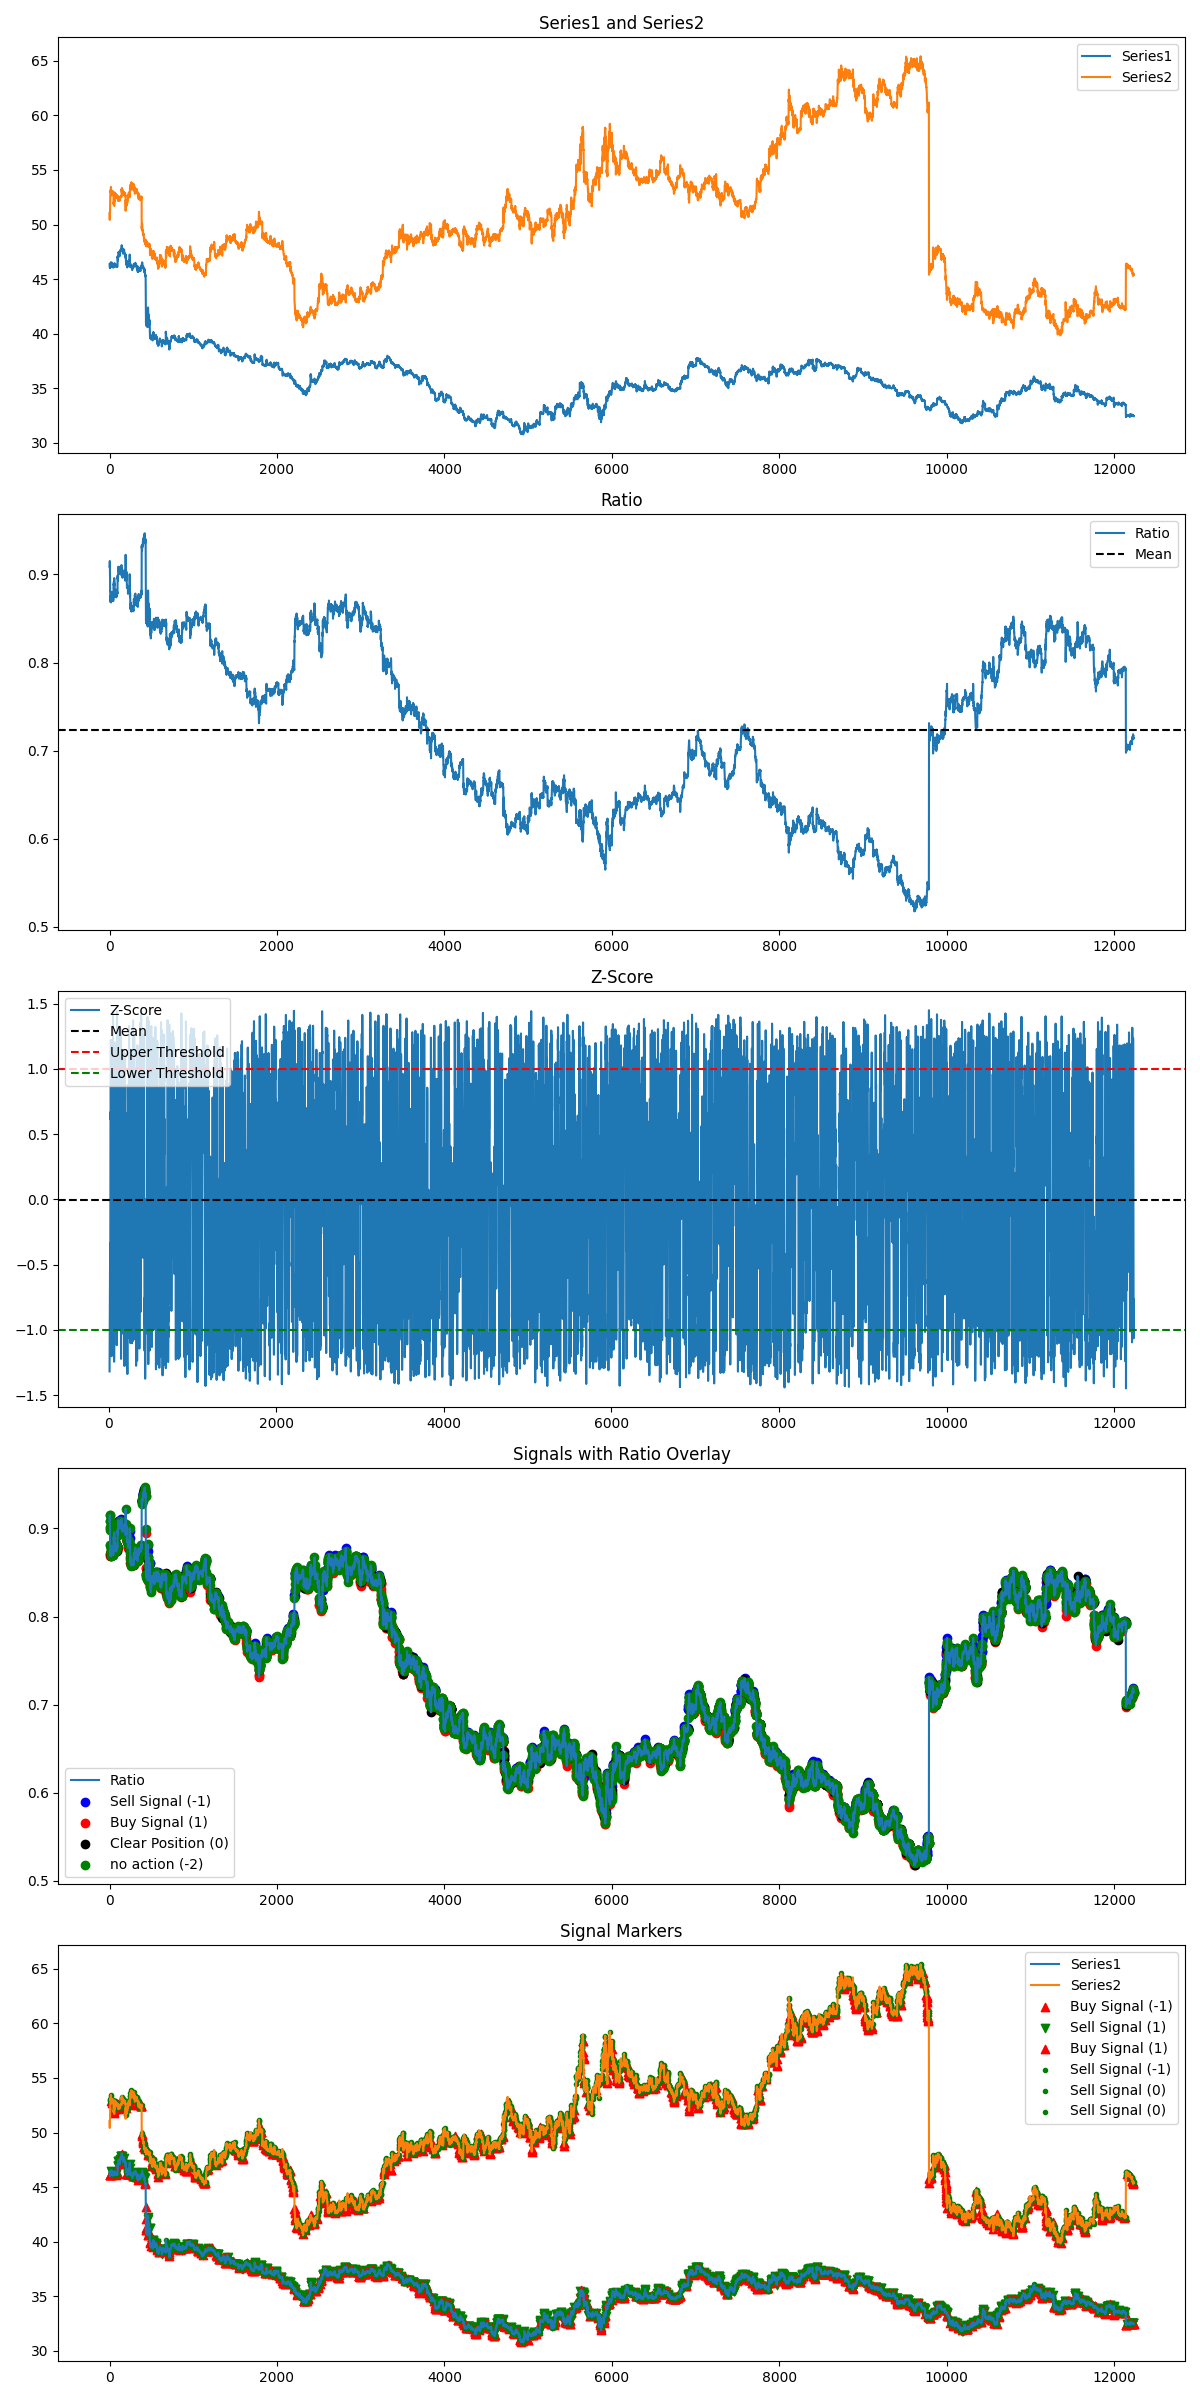 Series1 and Series2
65
60
55
50
45
40
35
30
Series1
Series2
0 2000 4000 6000 8000 10000 12000
Ratio
0.9
0.8
0.7
0.6
0.5
Ratio
Mean
0 2000 4000 6000 8000 10000 12000
Z-Score
1.5
1.0
0.5
0.0
−0.5
−1.0
−1.5
Z-Score
Mean
Upper Threshold
Lower Threshold
0 2000 4000 6000 8000 10000 12000
Signals with Ratio Overlay
0.9
0.8
0.7
0.6
0.5
Ratio
Sell Signal (-1)
Buy Signal (1)
Clear Position (0)
no action (-2)
0 2000 4000 6000 8000 10000 12000
Signal Markers
65
60
55
50
45
40
35
30
Series1
Series2
Buy Signal (-1)
Sell Signal (1)
Buy Signal (1)
Sell Signal (-1)
Sell Signal (0)
Sell Signal (0)
0 2000 4000 6000 8000 10000 12000